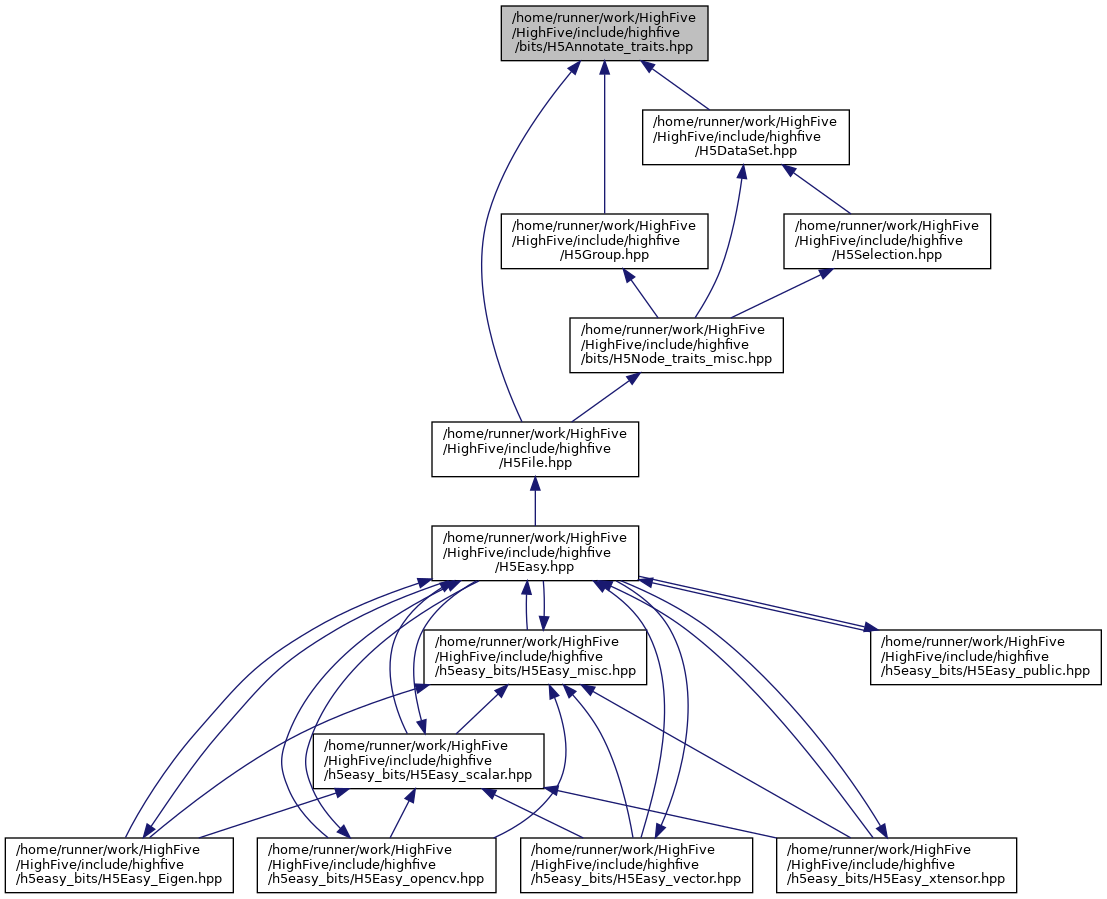 /home/runner/work/HighFive
/HighFive/include/highfive
/bits/H5Annotate_traits.hpp
/home/runner/work/HighFive
/HighFive/include/highfive
/H5DataSet.hpp
/home/runner/work/HighFive
/HighFive/include/highfive
/H5Group.hpp
/home/runner/work/HighFive
/HighFive/include/highfive
/H5Selection.hpp
/home/runner/work/HighFive
/HighFive/include/highfive
/bits/H5Node_traits_misc.hpp
/home/runner/work/HighFive
/HighFive/include/highfive
/H5File.hpp
/home/runner/work/HighFive
/HighFive/include/highfive
/H5Easy.hpp
/home/runner/work/HighFive
/HighFive/include/highfive
/h5easy_bits/H5Easy_misc.hpp
/home/runner/work/HighFive
/HighFive/include/highfive
/h5easy_bits/H5Easy_public.hpp
/home/runner/work/HighFive
/HighFive/include/highfive
/h5easy_bits/H5Easy_scalar.hpp
/home/runner/work/HighFive
/HighFive/include/highfive
/h5easy_bits/H5Easy_Eigen.hpp
/home/runner/work/HighFive
/HighFive/include/highfive
/h5easy_bits/H5Easy_opencv.hpp
/home/runner/work/HighFive
/HighFive/include/highfive
/h5easy_bits/H5Easy_vector.hpp
/home/runner/work/HighFive
/HighFive/include/highfive
/h5easy_bits/H5Easy_xtensor.hpp